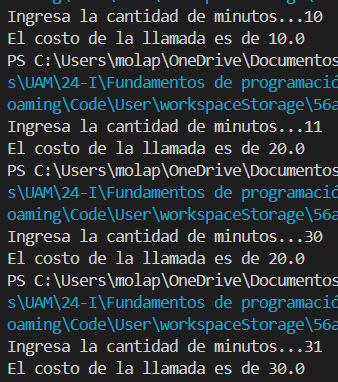 Ingresa la cantidad de minutos...10
El costo de la llamada es de 10.0
PS C:\Users\molap\OneDrive\Documentos
s\UAM\24-I\Fundamentos de programació
oaming\Code\User\workspaceStorage\56a
Ingresa la cantidad de minutos...11
El costo de la llamada es de 20.0
PS C:\Users\molap\OneDrive\Documentos
s\UAM\24-I\Fundamentos de programació
oaming\Code\User\workspaceStorage\56a
Ingresa la cantidad de minutos...30
El costo de la llamada es de 20.0
PS C:\Users\molap\OneDrive\Documentos
s\UAM\24-I\Fundamentos de programació
oaming\Code\User\workspaceStorage\56a
Ingresa la cantidad de minutos...31
El costo de la llamada es de 30.0